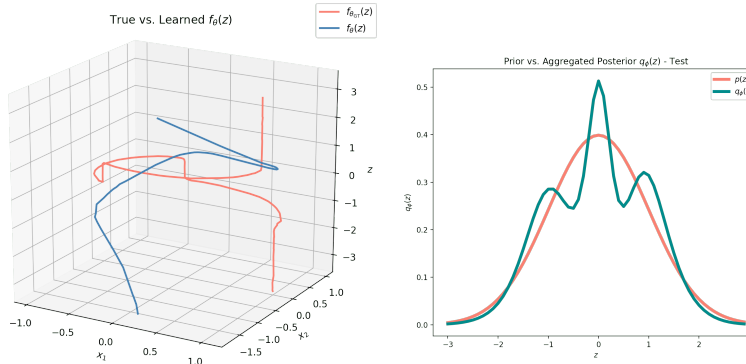 True vs. Learned fθ(z)
fθGT(z)
fθ(z)
3
2
1
0
−1
−2
−3
z
−1.0
−0.5
0.0
0.5
1.0
x1
−1.5
−1.0
−0.5
0.0
0.5
1.0
x2
Prior vs. Aggregated Posterior qϕ(z) - Test
p(z
qϕ(
0.5
0.4
0.3
0.2
0.1
0.0
qϕ(z)
−3
−2
−1
0
1
2
z